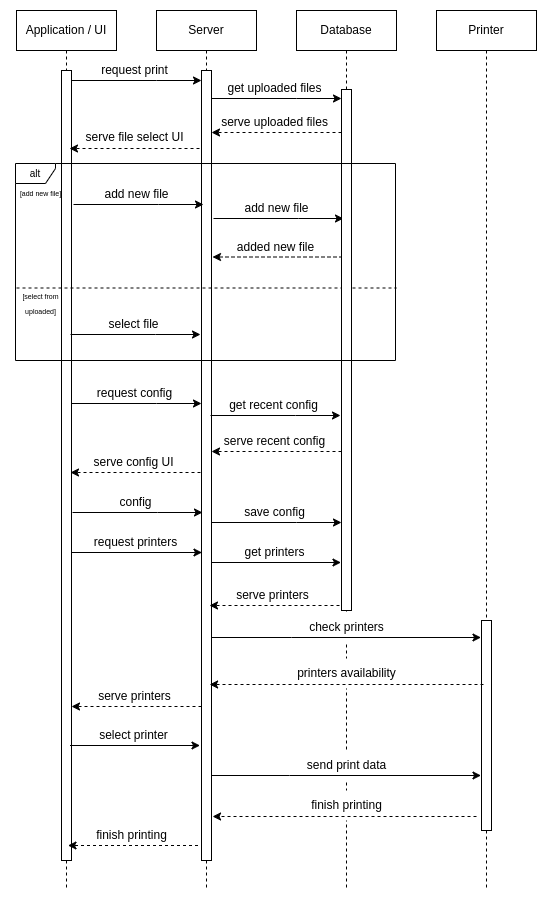 Application / UI
Server
Database
Printer
request print
get uploaded files
serve uploaded files
serve file select UI
alt
[add new file]
add new file
add new file
added new file
[select from
uploaded]
select file
request config
get recent config
serve recent config
serve config UI
config
save config
request printers
get printers
serve printers
check printers
printers availability
serve printers
select printer
send print data
finish printing
finish printing